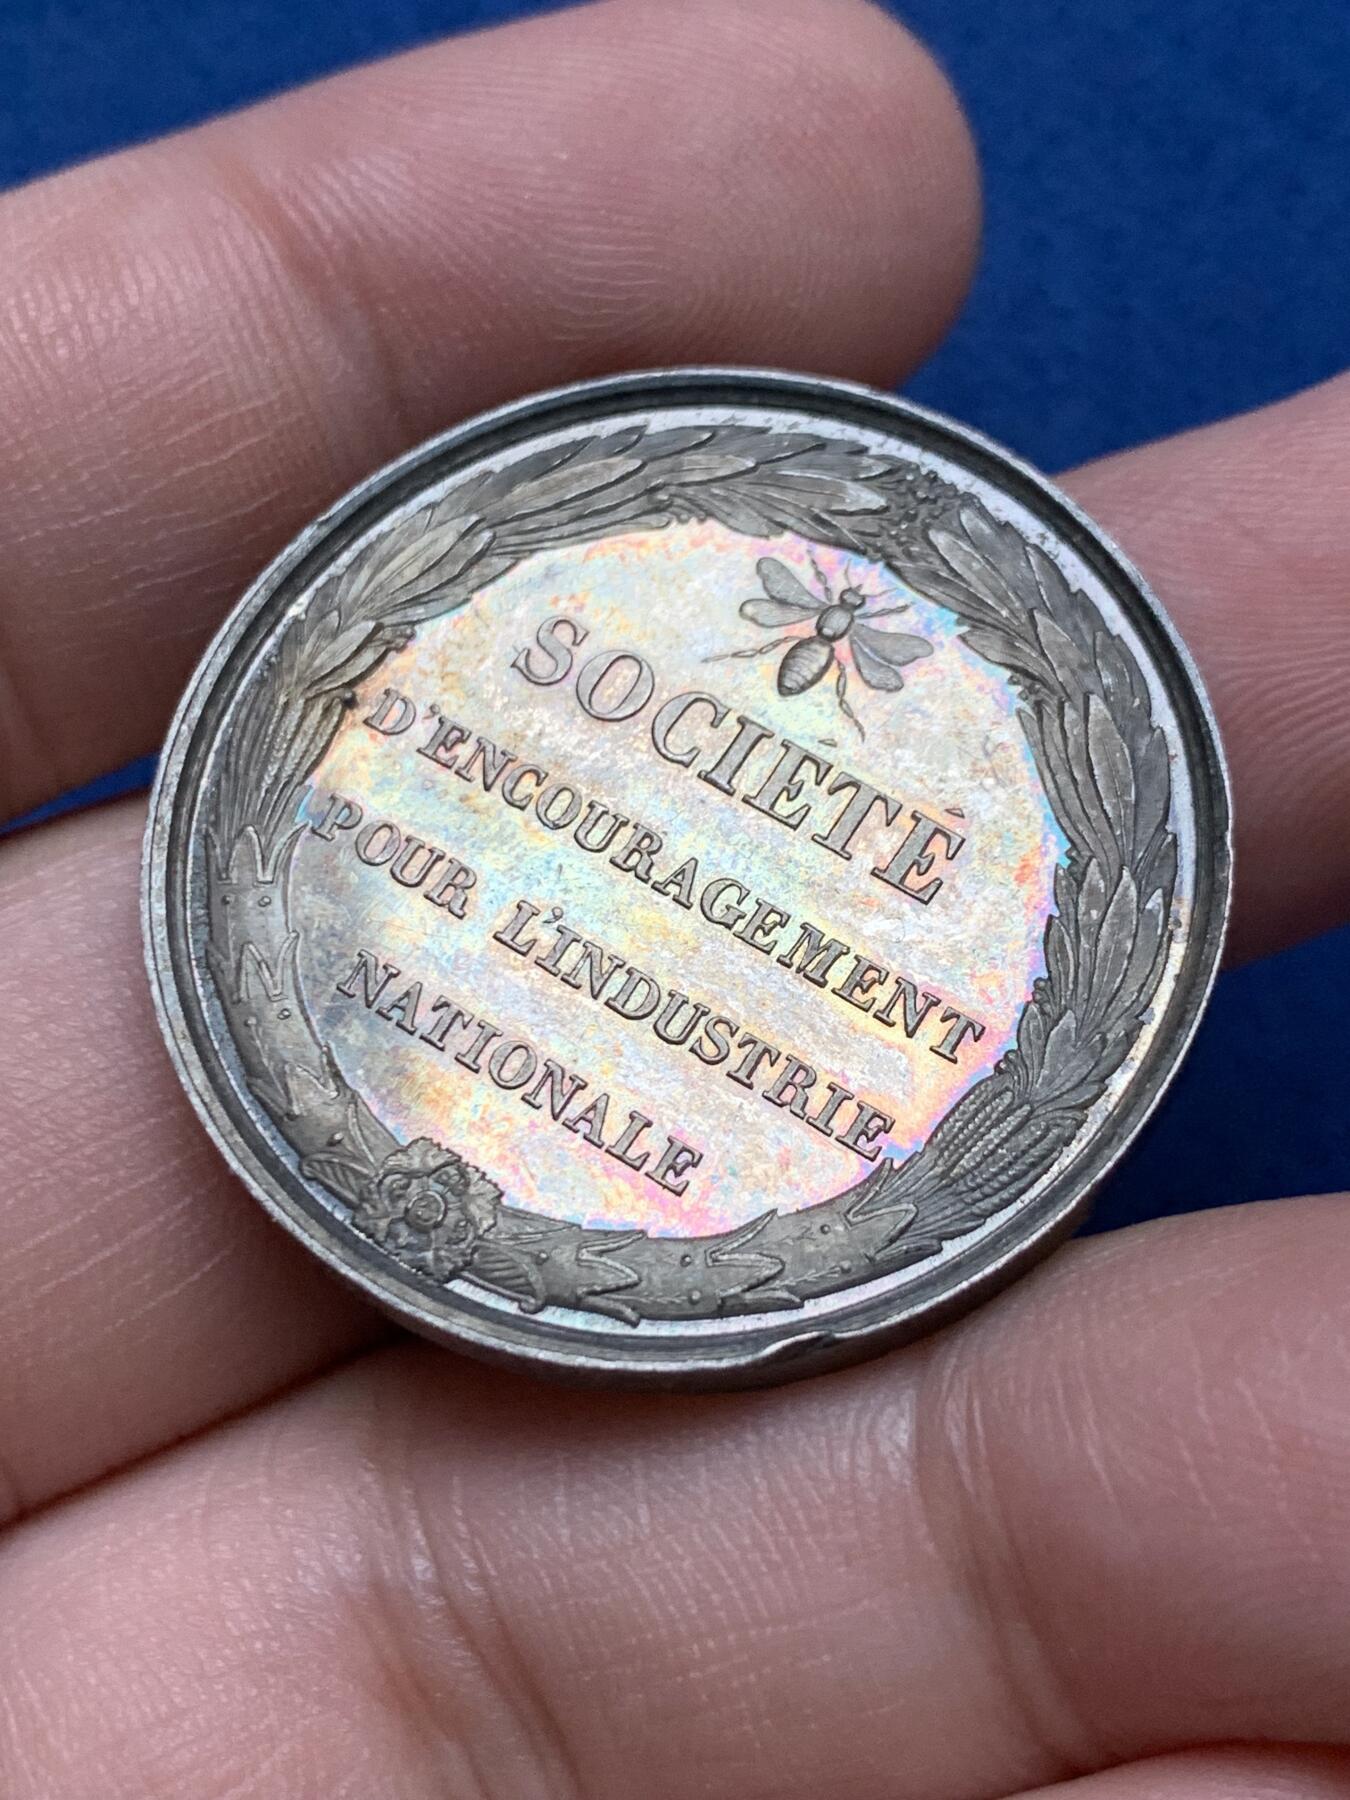 SOCIÉTÉ
D'ENCOURAGEMENT
POUR L'INDUSTRIE
NATIONALE